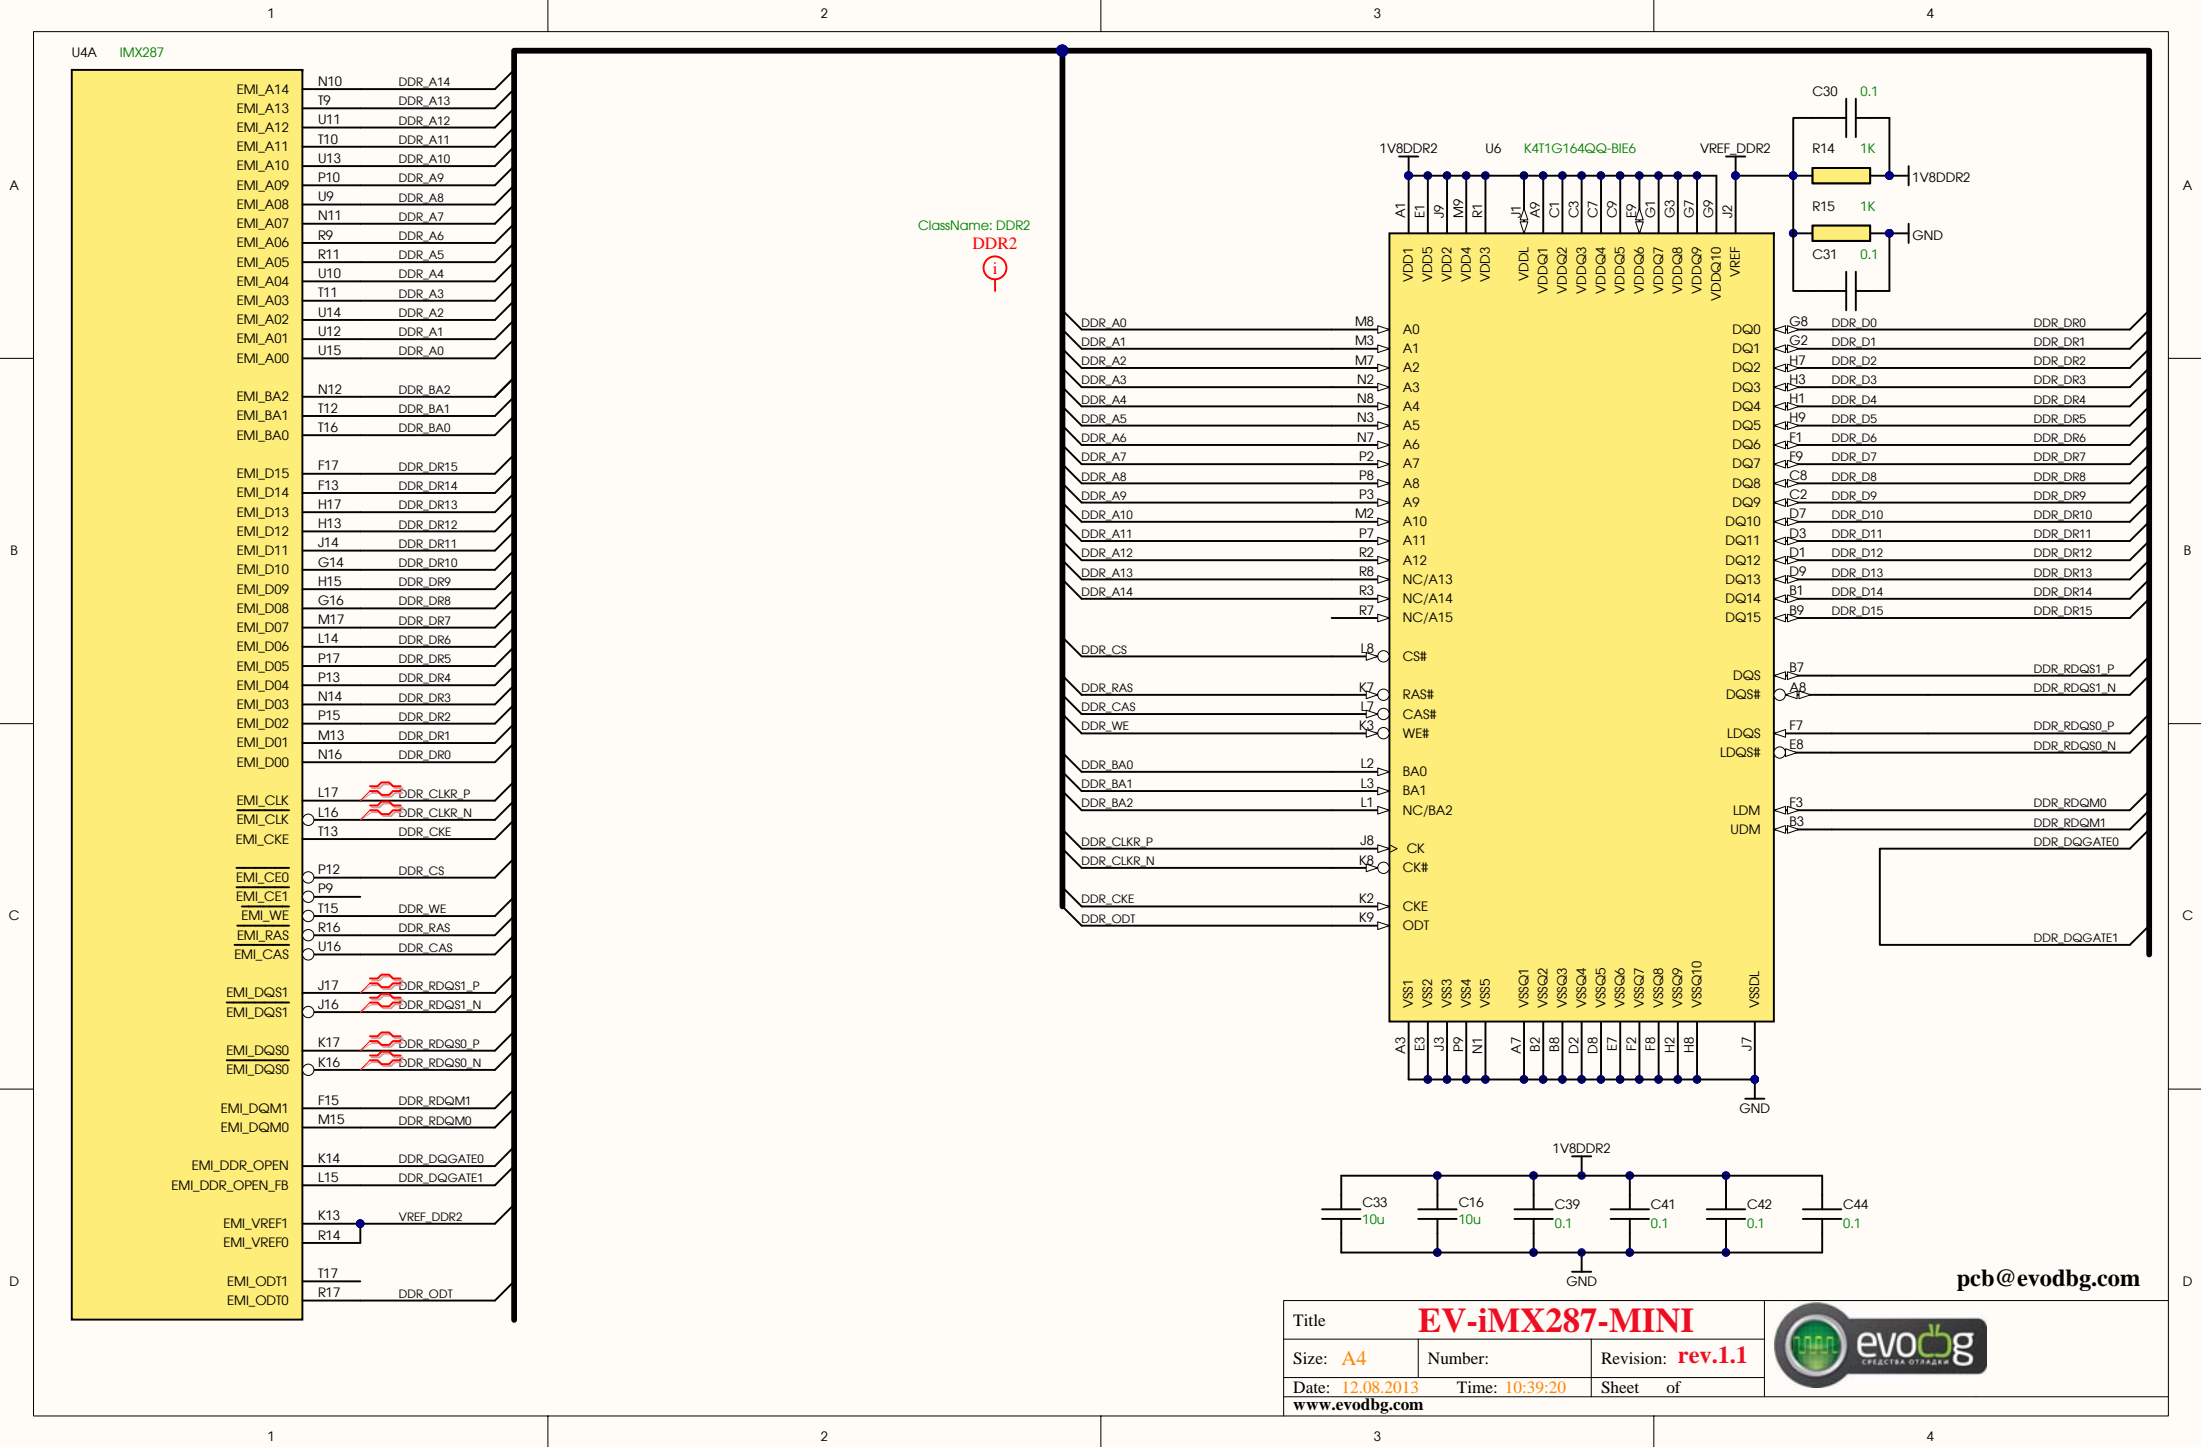 1 2 3 4
A
B
C
D
U4A IMX287
EMI_A14 N10 DDR_A14
EMI_A13 T9 DDR_A13
EMI_A12 U11 DDR_A12
EMI_A11 T10 DDR_A11
EMI_A10 U13 DDR_A10
EMI_A09 P10 DDR_A9
EMI_A08 U9 DDR_A8
EMI_A07 N11 DDR_A7
EMI_A06 R9 DDR_A6
EMI_A05 R11 DDR_A5
EMI_A04 U10 DDR_A4
EMI_A03 T11 DDR_A3
EMI_A02 U14 DDR_A2
EMI_A01 U12 DDR_A1
EMI_A00 U15 DDR_A0
EMI_BA2 N12 DDR_BA2
EMI_BA1 T12 DDR_BA1
EMI_BA0 T16 DDR_BA0
EMI_D15 F17 DDR_DR15
EMI_D14 F13 DDR_DR14
EMI_D13 H17 DDR_DR13
EMI_D12 H13 DDR_DR12
EMI_D11 J14 DDR_DR11
EMI_D10 G14 DDR_DR10
EMI_D09 H15 DDR_DR9
EMI_D08 G16 DDR_DR8
EMI_D07 M17 DDR_DR7
EMI_D06 L14 DDR_DR6
EMI_D05 P17 DDR_DR5
EMI_D04 P13 DDR_DR4
EMI_D03 N14 DDR_DR3
EMI_D02 P15 DDR_DR2
EMI_D01 M13 DDR_DR1
EMI_D00 N16 DDR_DR0
EMI_CLK L17 DDR_CLKR_P
EMI_CLK L16 DDR_CLKR_N
EMI_CKE T13 DDR_CKE
EMI_CE0 P12 DDR_CS
EMI_CE1 P9
EMI_WE T15 DDR_WE
EMI_RAS R16 DDR_RAS
EMI_CAS U16 DDR_CAS
EMI_DQS1 J17 DDR_RDQS1_P
EMI_DQS1 J16 DDR_RDQS1_N
EMI_DQS0 K17 DDR_RDQS0_P
EMI_DQS0 K16 DDR_RDQS0_N
EMI_DQM1 F15 DDR_RDQM1
EMI_DQM0 M15 DDR_RDQM0
EMI_DDR_OPEN K14 DDR_DQGATE0
EMI_DDR_OPEN_FB L15 DDR_DQGATE1
EMI_VREF1 K13 VREF_DDR2
EMI_VREF0 R14
EMI_ODT1 T17
EMI_ODT0 R17 DDR_ODT
ClassName: DDR2
DDR2
i
1V8DDR2 U6 K4T1G164QQ-BIE6 VREF_DDR2
A1 E1 J9 M9 R1 J1 A9 C1 C3 C7 C9 E9 G1 G3 G7 G9 J2
VDD1 VDD5 VDD2 VDD4 VDD3 VDDL VDDQ1 VDDQ2 VDDQ3 VDDQ4 VDDQ5 VDDQ6 VDDQ7 VDDQ8 VDDQ9 VDDQ10 VREF
C30 0.1
R14 1K
1V8DDR2
R15 1K
GND
C31 0.1
DDR_A0 M8 A0
DDR_A1 M3 A1
DDR_A2 M7 A2
DDR_A3 N2 A3
DDR_A4 N8 A4
DDR_A5 N3 A5
DDR_A6 N7 A6
DDR_A7 P2 A7
DDR_A8 P8 A8
DDR_A9 P3 A9
DDR_A10 M2 A10
DDR_A11 P7 A11
DDR_A12 R2 A12
DDR_A13 R8 NC/A13
DDR_A14 R3 NC/A14
R7 NC/A15
DDR_CS L8 CS#
DDR_RAS K7 RAS#
DDR_CAS L7 CAS#
DDR_WE K3 WE#
DDR_BA0 L2 BA0
DDR_BA1 L3 BA1
DDR_BA2 L1 NC/BA2
DDR_CLKR_P J8 CK
DDR_CLKR_N K8 CK#
DDR_CKE K2 CKE
DDR_ODT K9 ODT
DQ0 G8 DDR_D0 DDR_DR0
DQ1 G2 DDR_D1 DDR_DR1
DQ2 H7 DDR_D2 DDR_DR2
DQ3 H3 DDR_D3 DDR_DR3
DQ4 H1 DDR_D4 DDR_DR4
DQ5 H9 DDR_D5 DDR_DR5
DQ6 F1 DDR_D6 DDR_DR6
DQ7 F9 DDR_D7 DDR_DR7
DQ8 C8 DDR_D8 DDR_DR8
DQ9 C2 DDR_D9 DDR_DR9
DQ10 D7 DDR_D10 DDR_DR10
DQ11 D3 DDR_D11 DDR_DR11
DQ12 D1 DDR_D12 DDR_DR12
DQ13 D9 DDR_D13 DDR_DR13
DQ14 B1 DDR_D14 DDR_DR14
DQ15 B9 DDR_D15 DDR_DR15
DQS B7 DDR_RDQS1_P
DQS# A8 DDR_RDQS1_N
LDQS F7 DDR_RDQS0_P
LDQS# E8 DDR_RDQS0_N
LDM F3 DDR_RDQM0
UDM B3 DDR_RDQM1
DDR_DQGATE0
DDR_DQGATE1
VSS1 VSS2 VSS3 VSS4 VSS5 VSSQ1 VSSQ2 VSSQ3 VSSQ4 VSSQ5 VSSQ6 VSSQ7 VSSQ8 VSSQ9 VSSQ10 VSSDL
A3 E3 J3 P9 N1 A7 B2 B8 D2 D8 E7 F2 F8 H2 H8 J7
GND
1V8DDR2
C33 C16 C39 C41 C42 C44
10u 10u 0.1 0.1 0.1 0.1
GND
pcb@evodbg.com
Title EV-iMX287-MINI
Size: A4 Number: Revision: rev.1.1
Date: 12.08.2013 Time: 10:39:20 Sheet of
www.evodbg.com
evodbg
СРЕДСТВА ОТЛАДКИ
A
B
C
D
1 2 3 4